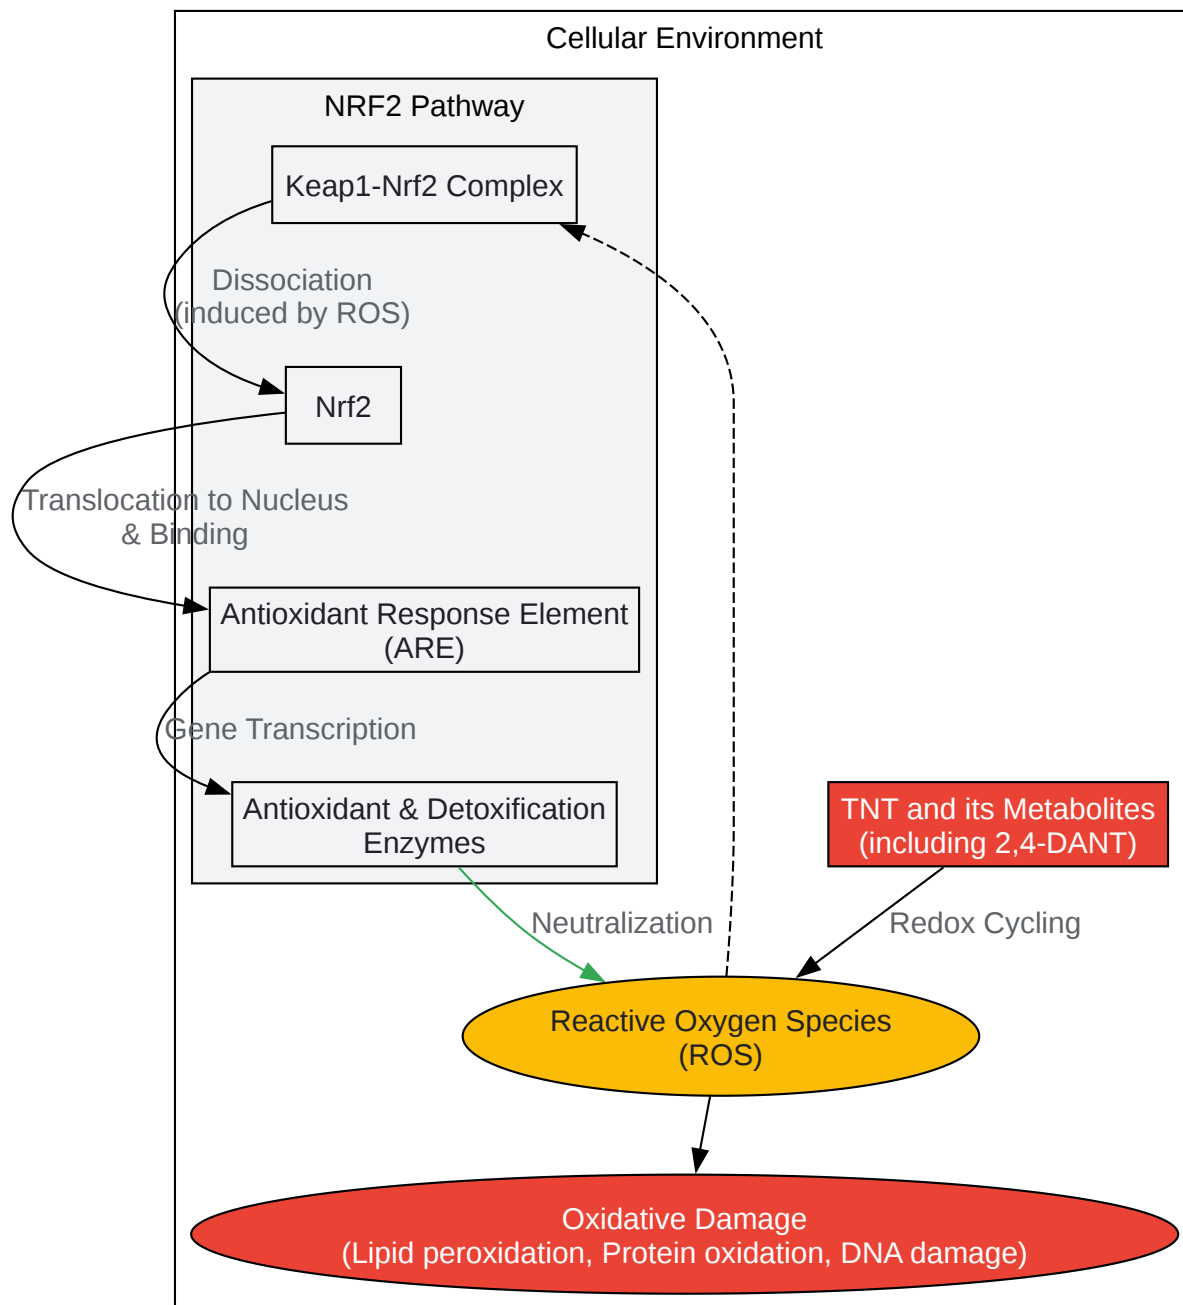 Cellular Environment
NRF2 Pathway
Keap1-Nrf2 Complex
Dissociation
(induced by ROS)
Nrf2
Translocation to Nucleus
& Binding
Antioxidant Response Element
(ARE)
Gene Transcription
Antioxidant & Detoxification
Enzymes
TNT and its Metabolites
(including 2,4-DANT)
Neutralization
Redox Cycling
Reactive Oxygen Species
(ROS)
Oxidative Damage
(Lipid peroxidation, Protein oxidation, DNA damage)